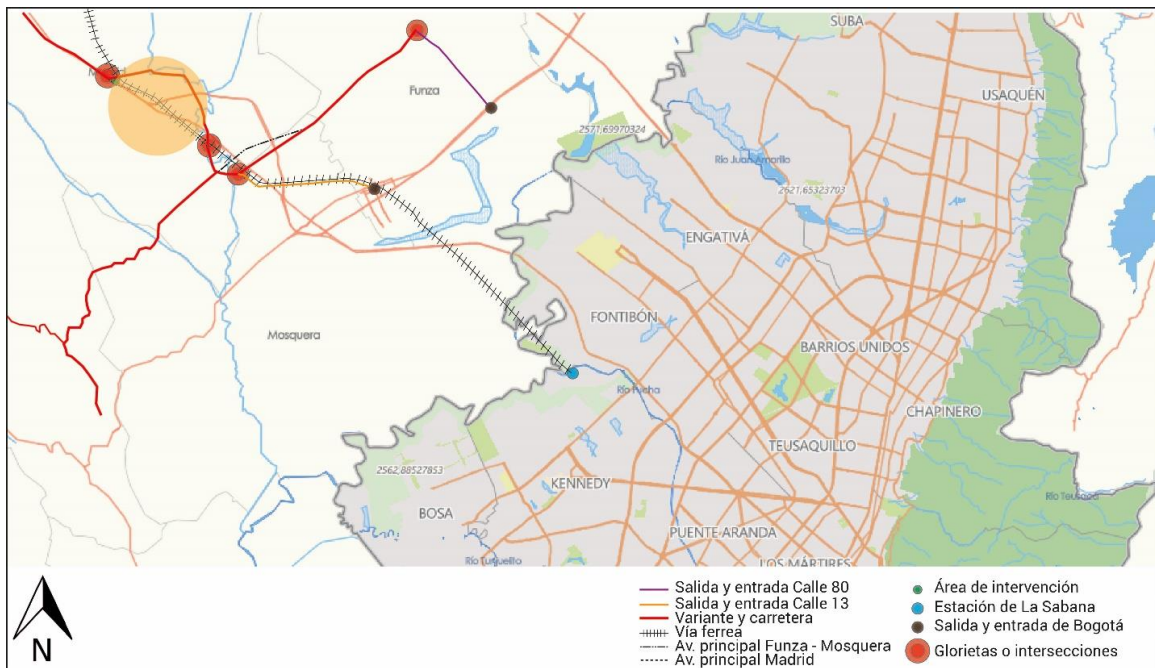 SUBA
USAQUÉN
Funza
2571,69970324
Río Juan Amarillo
2621,65323703
ENGATIVÁ
FONTIBÓN
Mosquera
BARRIOS UNIDOS
Río Fucha
CHAPINERO
TEUSAQUILLO
2562,88527853
KENNEDY
BOSA
Río Teusacá
PUENTE ARANDA
Río Tunjuelito
LOS MÁRTIRES
N
Salida y entrada Calle 80
Salida y entrada Calle 13
Variante y carretera
Vía ferrea
Av. principal Funza - Mosquera
Av. principal Madrid
Área de intervención
Estación de La Sabana
Salida y entrada de Bogotá
Glorietas o intersecciones